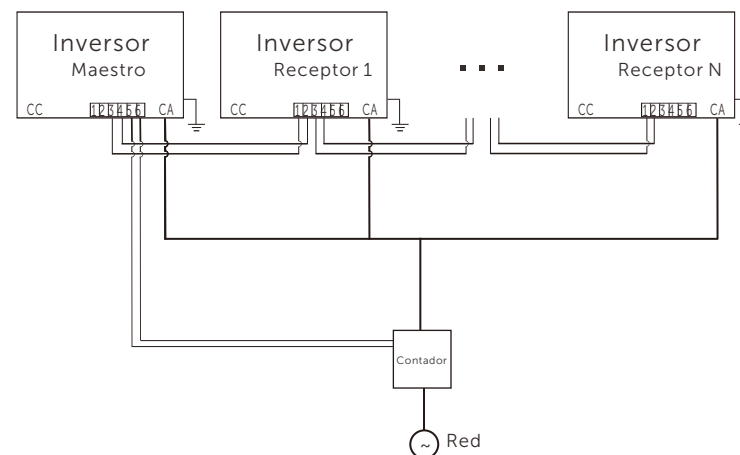 Inversor Inversor Inversor
Maestro Receptor 1 Receptor N
CC 123456 CA CC 123456 CA CC 123456 CA
Contador
~ Red